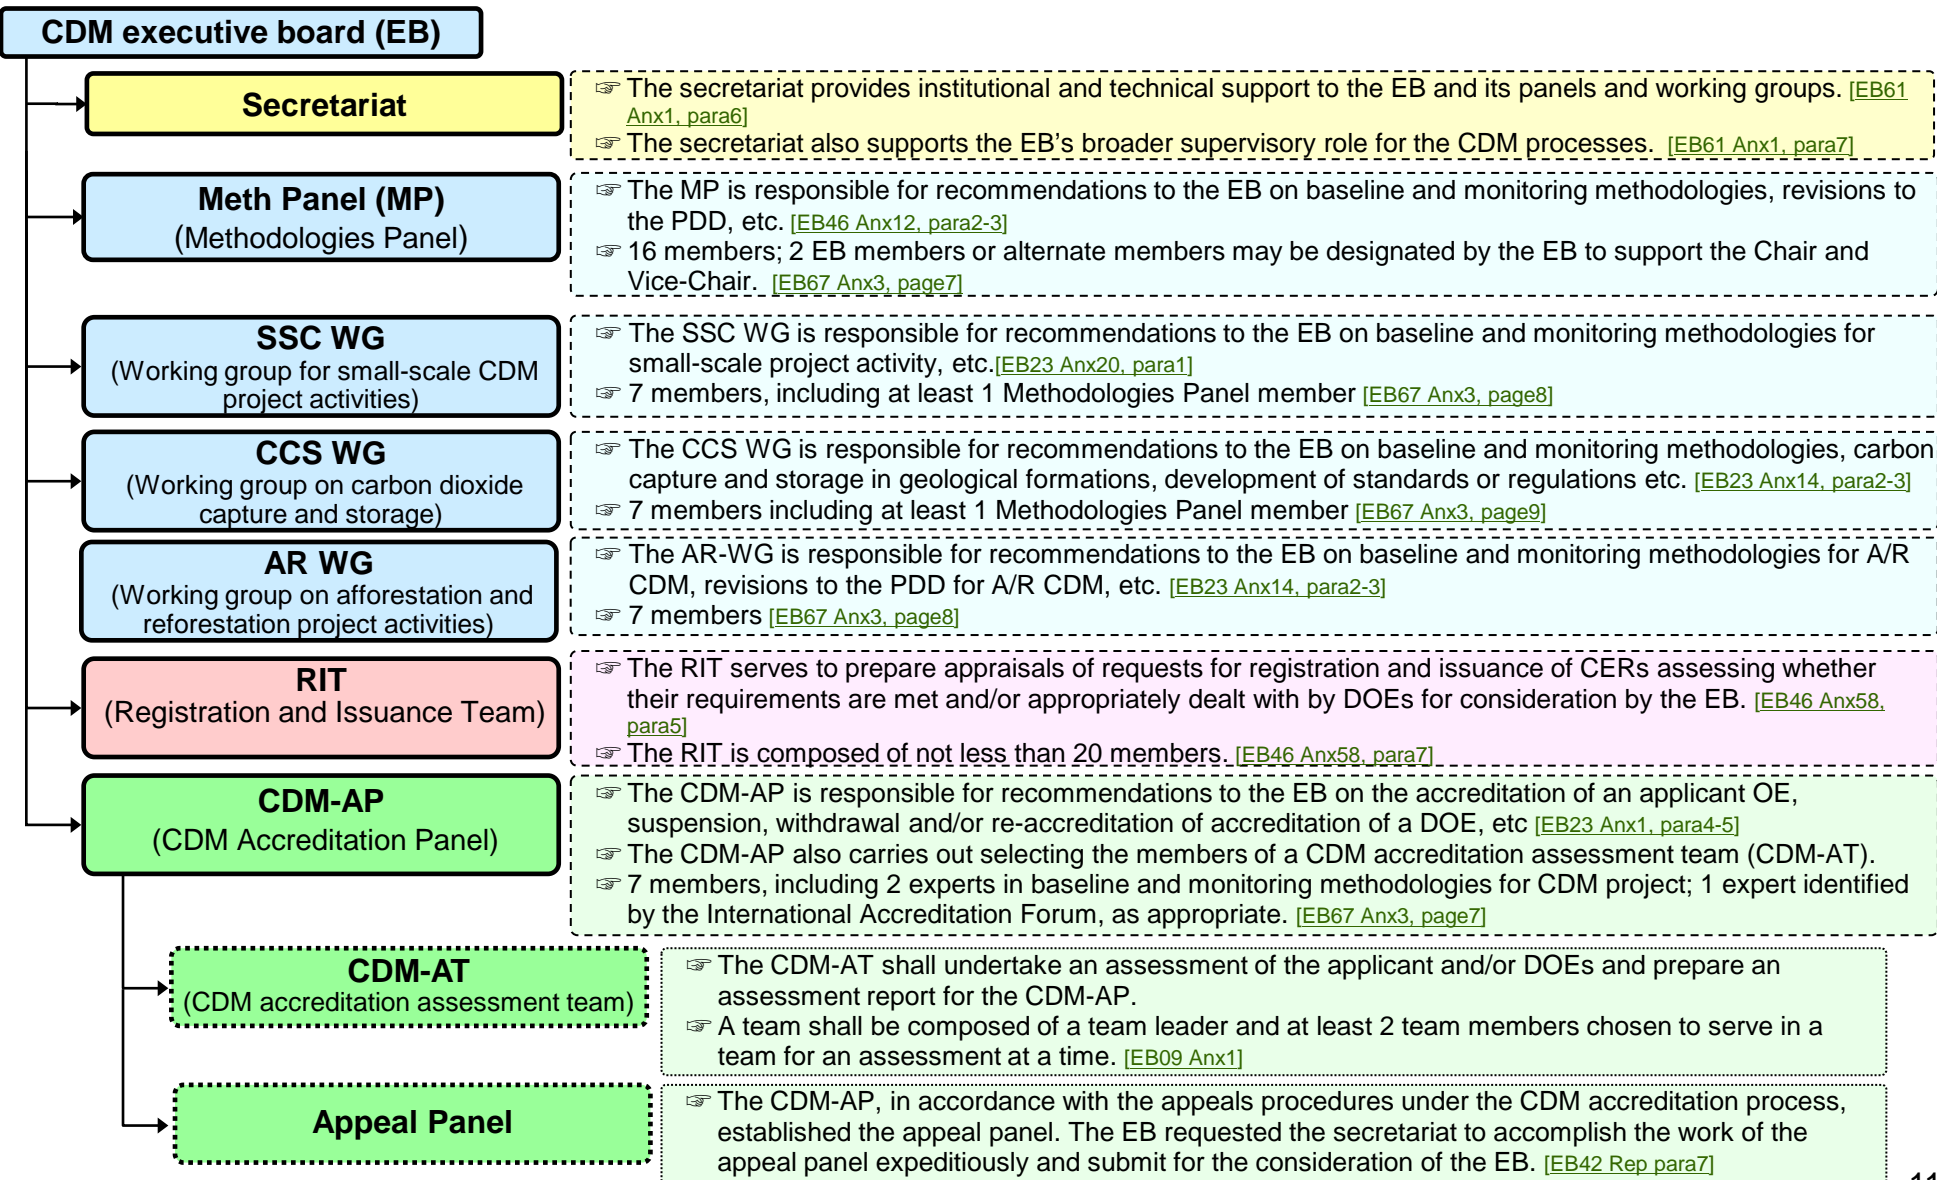 CDM executive board (EB)
Secretariat
☞ The secretariat provides institutional and technical support to the EB and its panels and working groups. [EB61
Anx1, para6]
☞ The secretariat also supports the EB's broader supervisory role for the CDM processes. [EB61 Anx1, para7]
Meth Panel (MP)
(Methodologies Panel)
☞ The MP is responsible for recommendations to the EB on baseline and monitoring methodologies, revisions to
the PDD, etc. [EB46 Anx12, para2-3]
☞ 16 members; 2 EB members or alternate members may be designated by the EB to support the Chair and
Vice-Chair. [EB67 Anx3, page7]
SSC WG
(Working group for small-scale CDM
project activities)
☞ The SSC WG is responsible for recommendations to the EB on baseline and monitoring methodologies for
small-scale project activity, etc.[EB23 Anx20, para1]
☞ 7 members, including at least 1 Methodologies Panel member [EB67 Anx3, page8]
CCS WG
(Working group on carbon dioxide
capture and storage)
☞ The CCS WG is responsible for recommendations to the EB on baseline and monitoring methodologies, carbon
capture and storage in geological formations, development of standards or regulations etc. [EB23 Anx14, para2-3]
☞ 7 members including at least 1 Methodologies Panel member [EB67 Anx3, page9]
AR WG
(Working group on afforestation and
reforestation project activities)
☞ The AR-WG is responsible for recommendations to the EB on baseline and monitoring methodologies for A/R
CDM, revisions to the PDD for A/R CDM, etc. [EB23 Anx14, para2-3]
☞ 7 members [EB67 Anx3, page8]
RIT
(Registration and Issuance Team)
☞ The RIT serves to prepare appraisals of requests for registration and issuance of CERs assessing whether
their requirements are met and/or appropriately dealt with by DOEs for consideration by the EB. [EB46 Anx58,
para5]
☞ The RIT is composed of not less than 20 members. [EB46 Anx58, para7]
CDM-AP
(CDM Accreditation Panel)
☞ The CDM-AP is responsible for recommendations to the EB on the accreditation of an applicant OE,
suspension, withdrawal and/or re-accreditation of accreditation of a DOE, etc [EB23 Anx1, para4-5]
☞ The CDM-AP also carries out selecting the members of a CDM accreditation assessment team (CDM-AT).
☞ 7 members, including 2 experts in baseline and monitoring methodologies for CDM project; 1 expert identified
by the International Accreditation Forum, as appropriate. [EB67 Anx3, page7]
CDM-AT
(CDM accreditation assessment team)
☞ The CDM-AT shall undertake an assessment of the applicant and/or DOEs and prepare an
assessment report for the CDM-AP.
☞ A team shall be composed of a team leader and at least 2 team members chosen to serve in a
team for an assessment at a time. [EB09 Anx1]
Appeal Panel
☞ The CDM-AP, in accordance with the appeals procedures under the CDM accreditation process,
established the appeal panel. The EB requested the secretariat to accomplish the work of the
appeal panel expeditiously and submit for the consideration of the EB. [EB42 Rep para7]